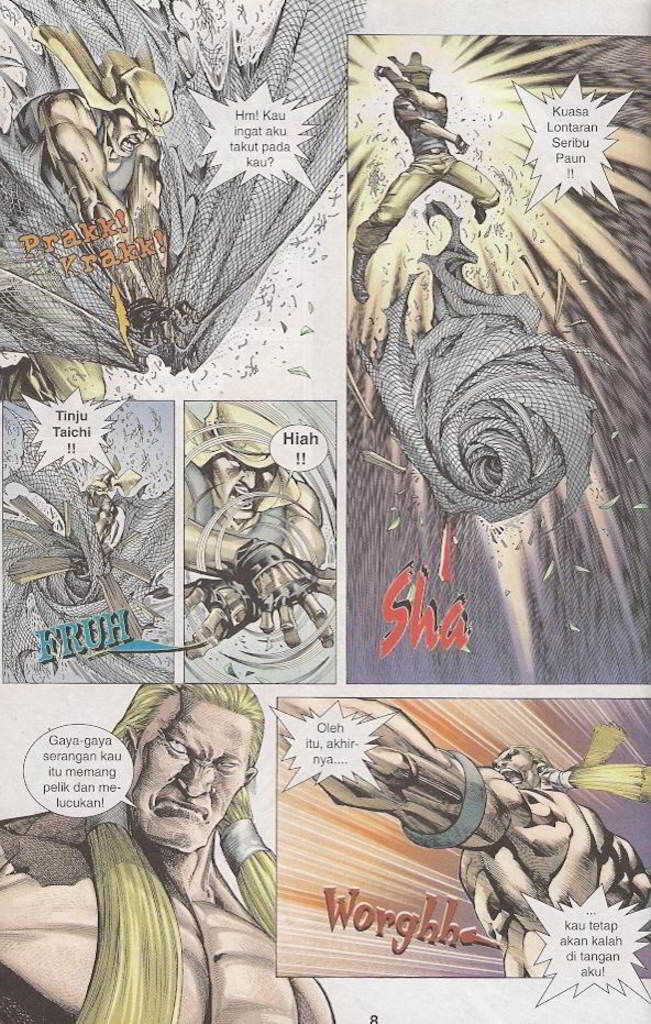 Hm! Kau
ingat aku
takut pada
kau?
Prakk!
Krakk!
Kuasa
Lontaran
Seribu
Paun
!!
Sha
Tinju
Taichi
!!
FRUH
Hiah
!!
Gaya-gaya
serangan kau
itu memang
pelik dan me-
lucukan!
Oleh
itu, akhir-
nya....
Worghh
...
kau tetap
akan kalah
di tangan
aku!
8